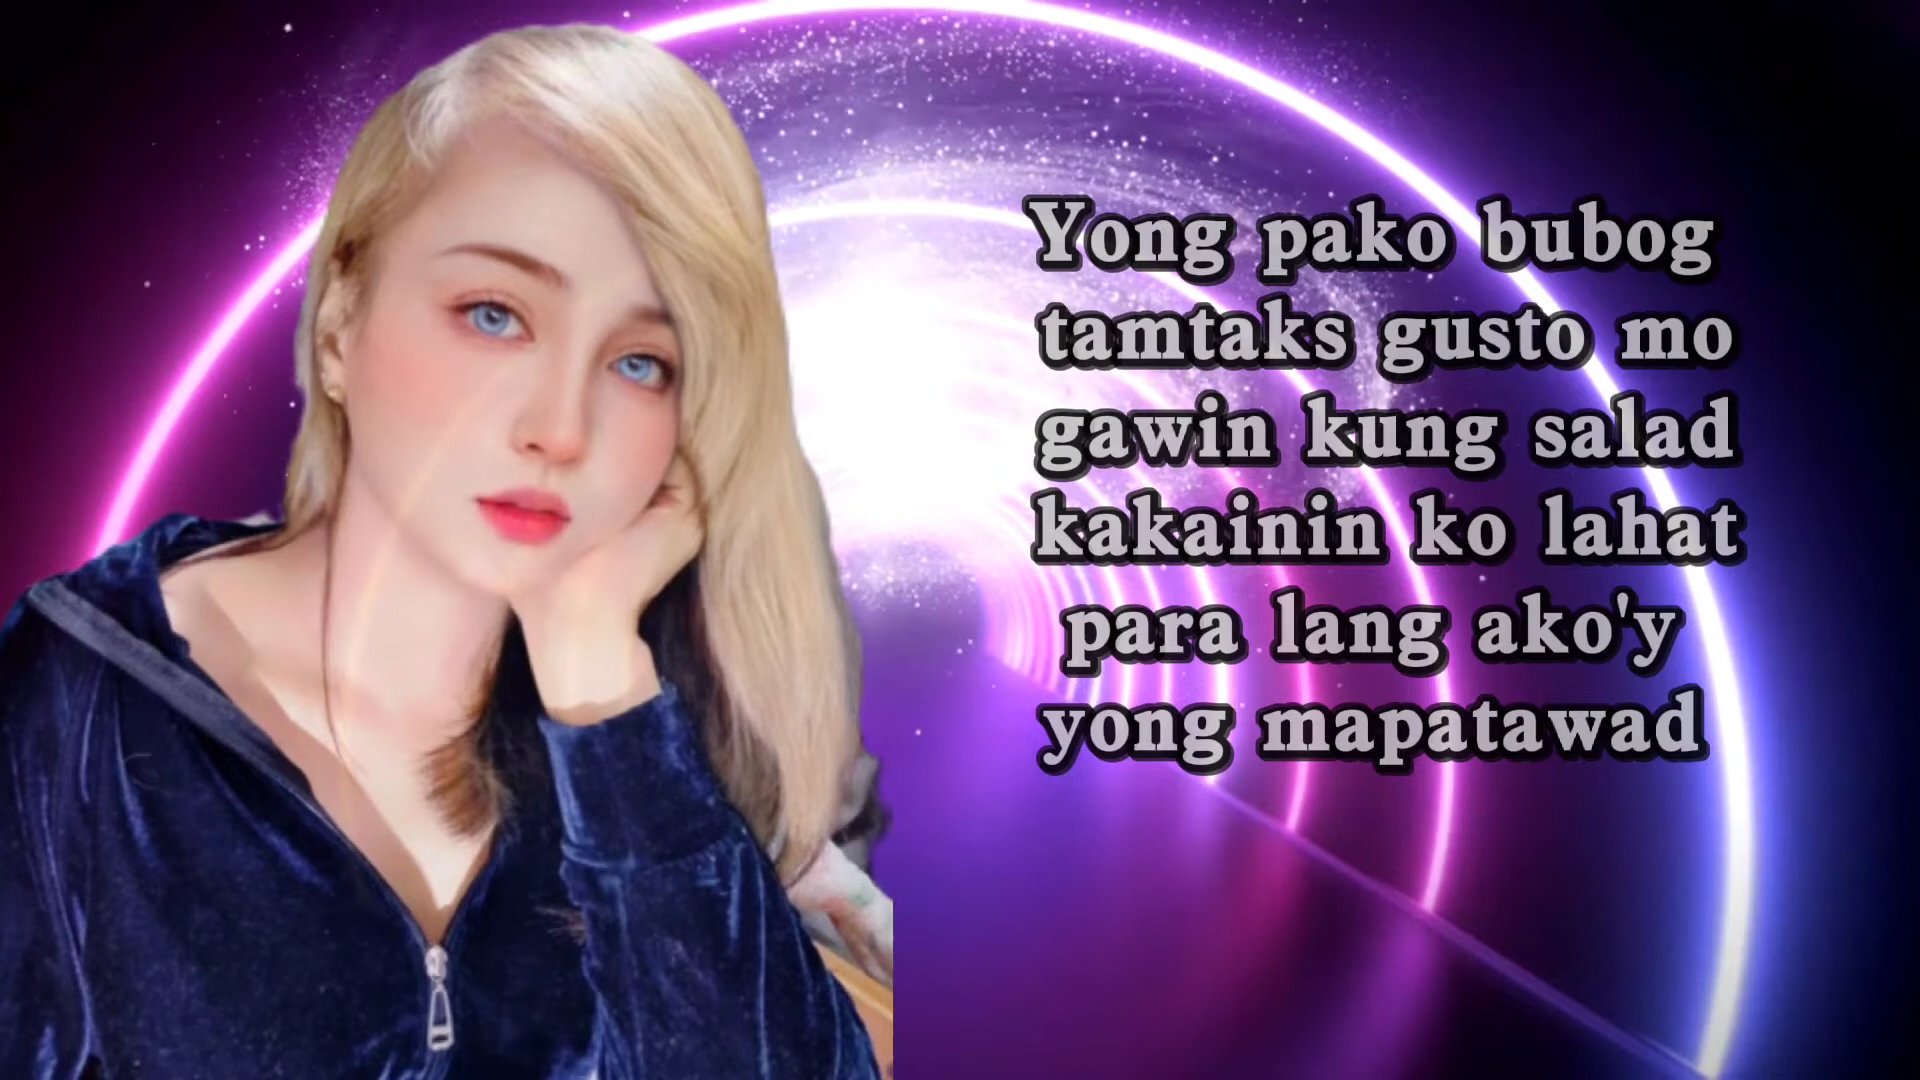 Yong pako bubog
tamtaks gusto mo
gawin kung salad
kakainin ko lahat
para lang ako'y
yong mapatawad